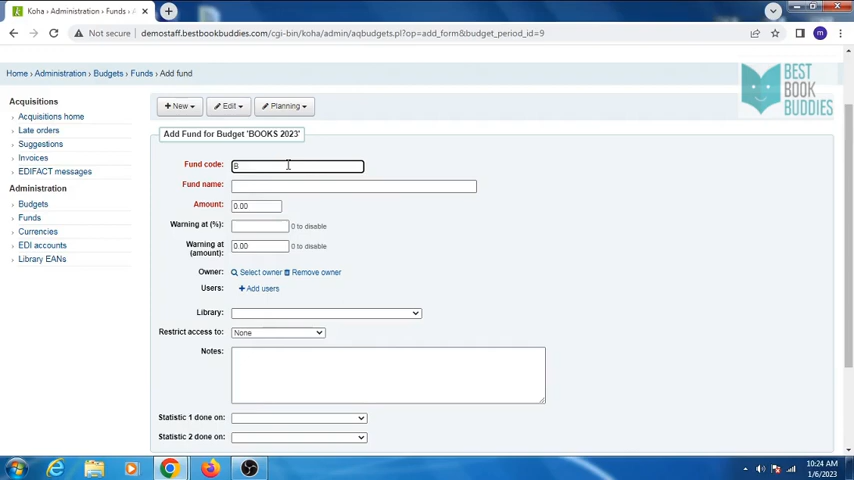 Koha › Administration › Funds › A
Not secure demostaff.bestbookbuddies.com/cgi-bin/koha/admin/aqbudgets.pl?op=add_form&budget_period_id=9
m
Home › Administration › Budgets › Funds › Add fund
BEST
BOOK
BUDDIES
Acquisitions
Acquisitions home
Late orders
Suggestions
Invoices
EDIFACT messages
Administration
Budgets
Funds
Currencies
EDI accounts
Library EANs
+ New Edit Planning
Add Fund for Budget 'BOOKS 2023'
Fund code: B
Fund name:
Amount: 0.00
Warning at (%): 0 to disable
Warning at (amount): 0.00 0 to disable
Owner: Select owner Remove owner
Users: + Add users
Library:
Restrict access to: None
Notes:
Statistic 1 done on:
Statistic 2 done on:
10:24 AM
1/6/2023